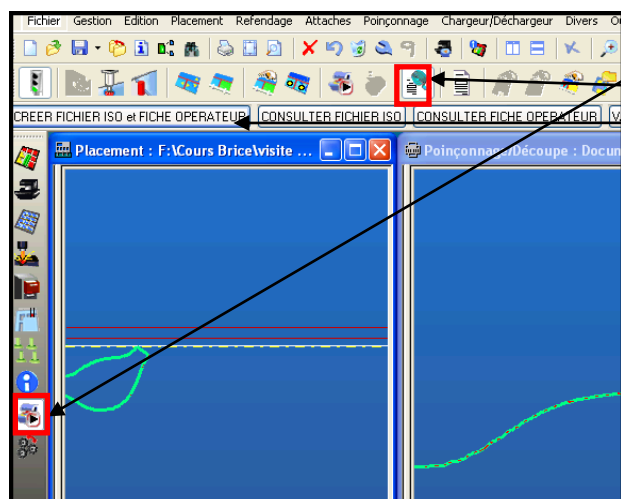 Fichier Gestion Edition Placement Refendage Attaches Poinçonnage Chargeur/Déchargeur Divers
CREER FICHIER ISO et FICHE OPERATEUR CONSULTER FICHIER ISO CONSULTER FICHE OPERATEUR
Placement : F:\Cours Brice\visite ... Poinçonnage/Découpe : Docum